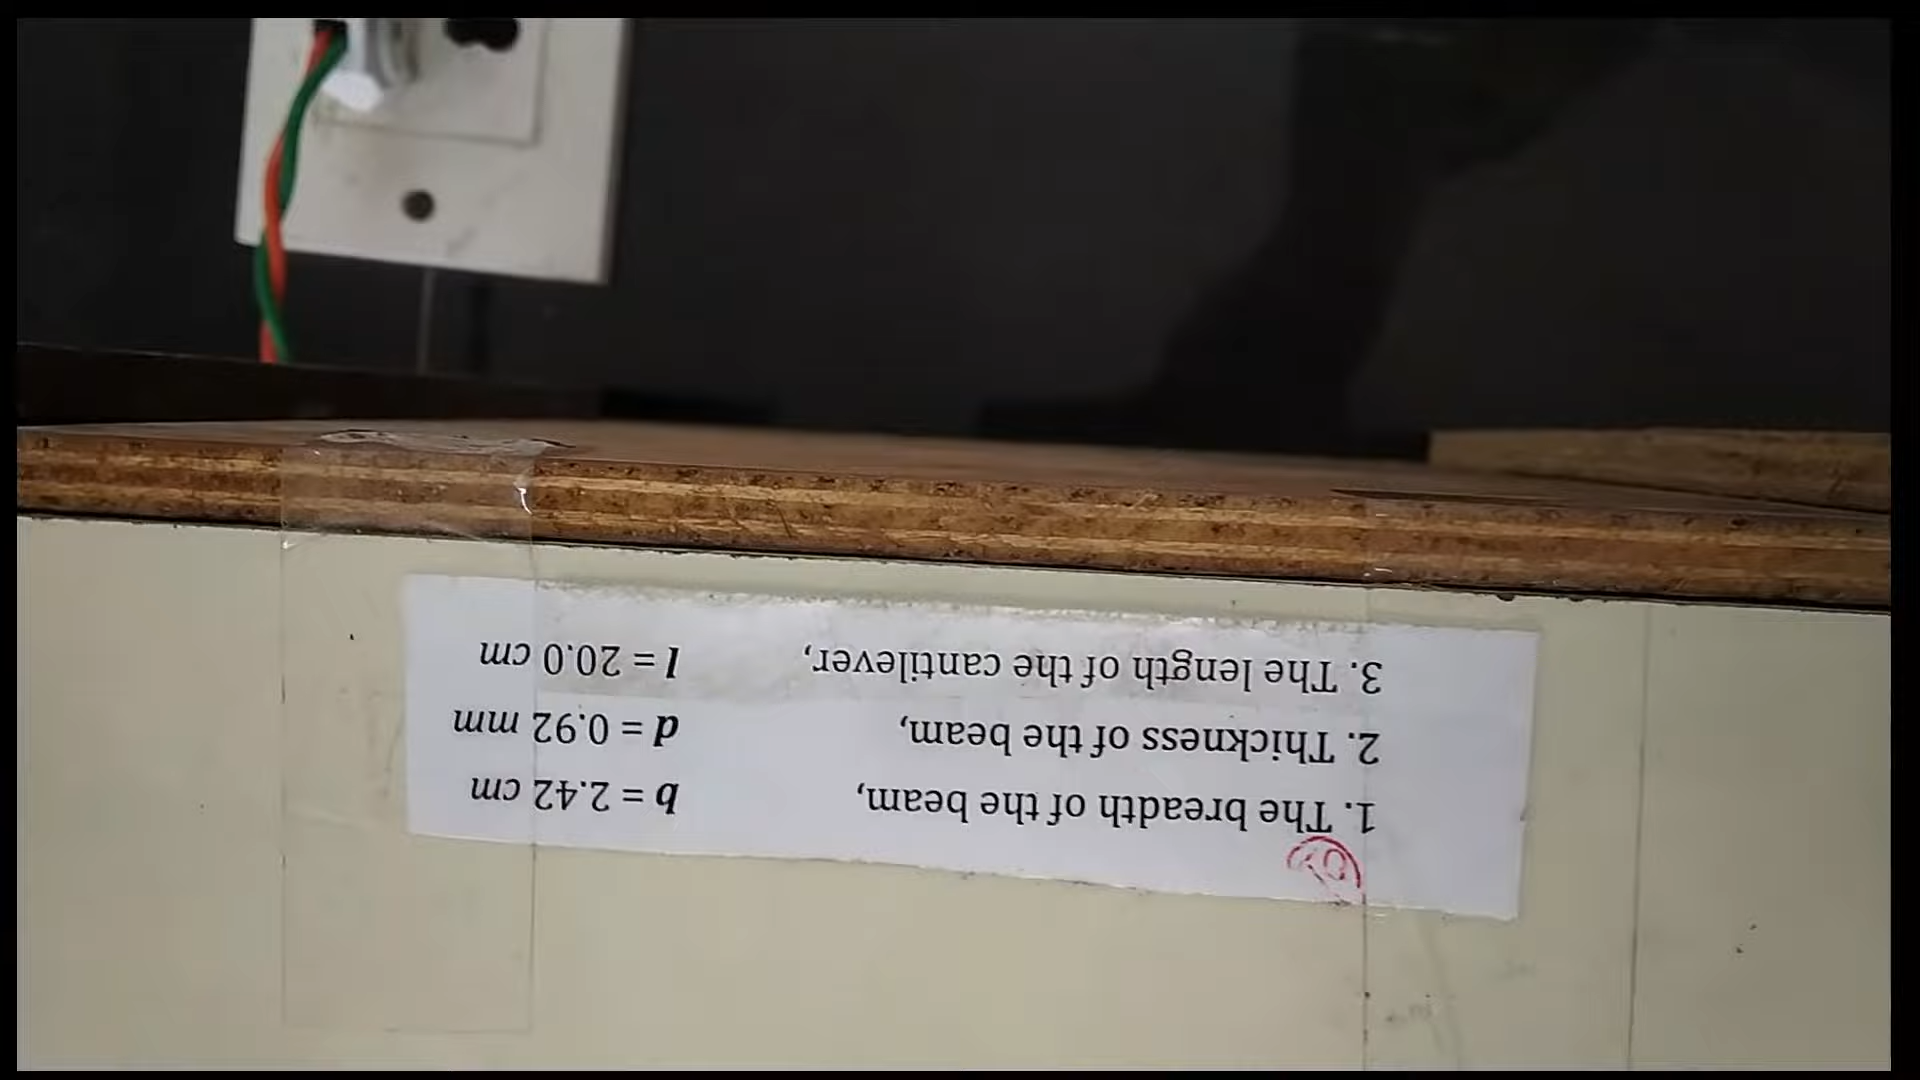 1. The breadth of the beam, b = 2.42 cm
2. Thickness of the beam, d = 0.92 mm
3. The length of the cantilever, l = 20.0 cm